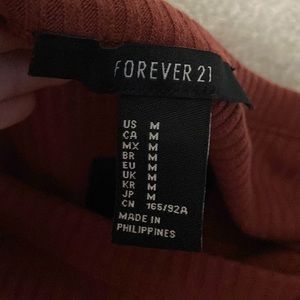 FOREVER 21
US M
CA M
MX M
BR M
EU M
UK M
KR M
JP M
CN 165/92A
MADE IN
PHILIPPINES